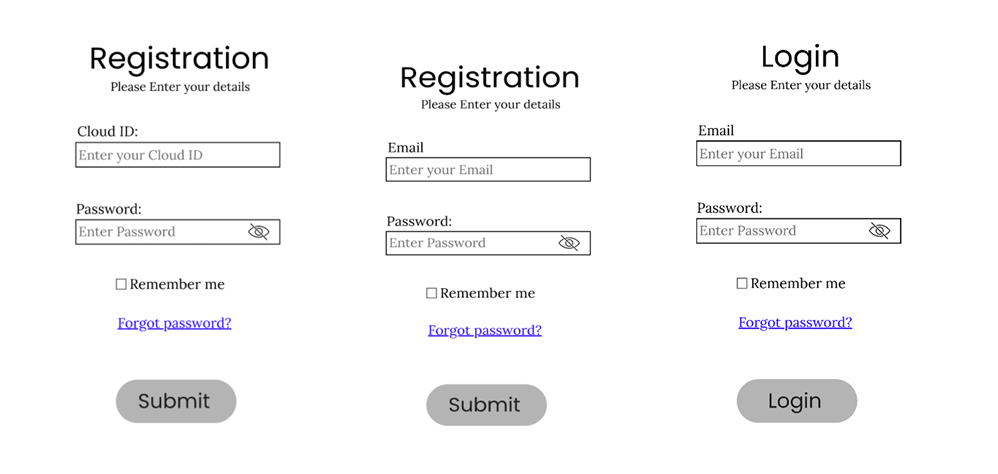 Registration
Please Enter your details
Cloud ID:
Enter your Cloud ID
Password:
Enter Password
Remember me
Forgot password?
Submit
Registration
Please Enter your details
Email
Enter your Email
Password:
Enter Password
Remember me
Forgot password?
Submit
Login
Please Enter your details
Email
Enter your Email
Password:
Enter Password
Remember me
Forgot password?
Login